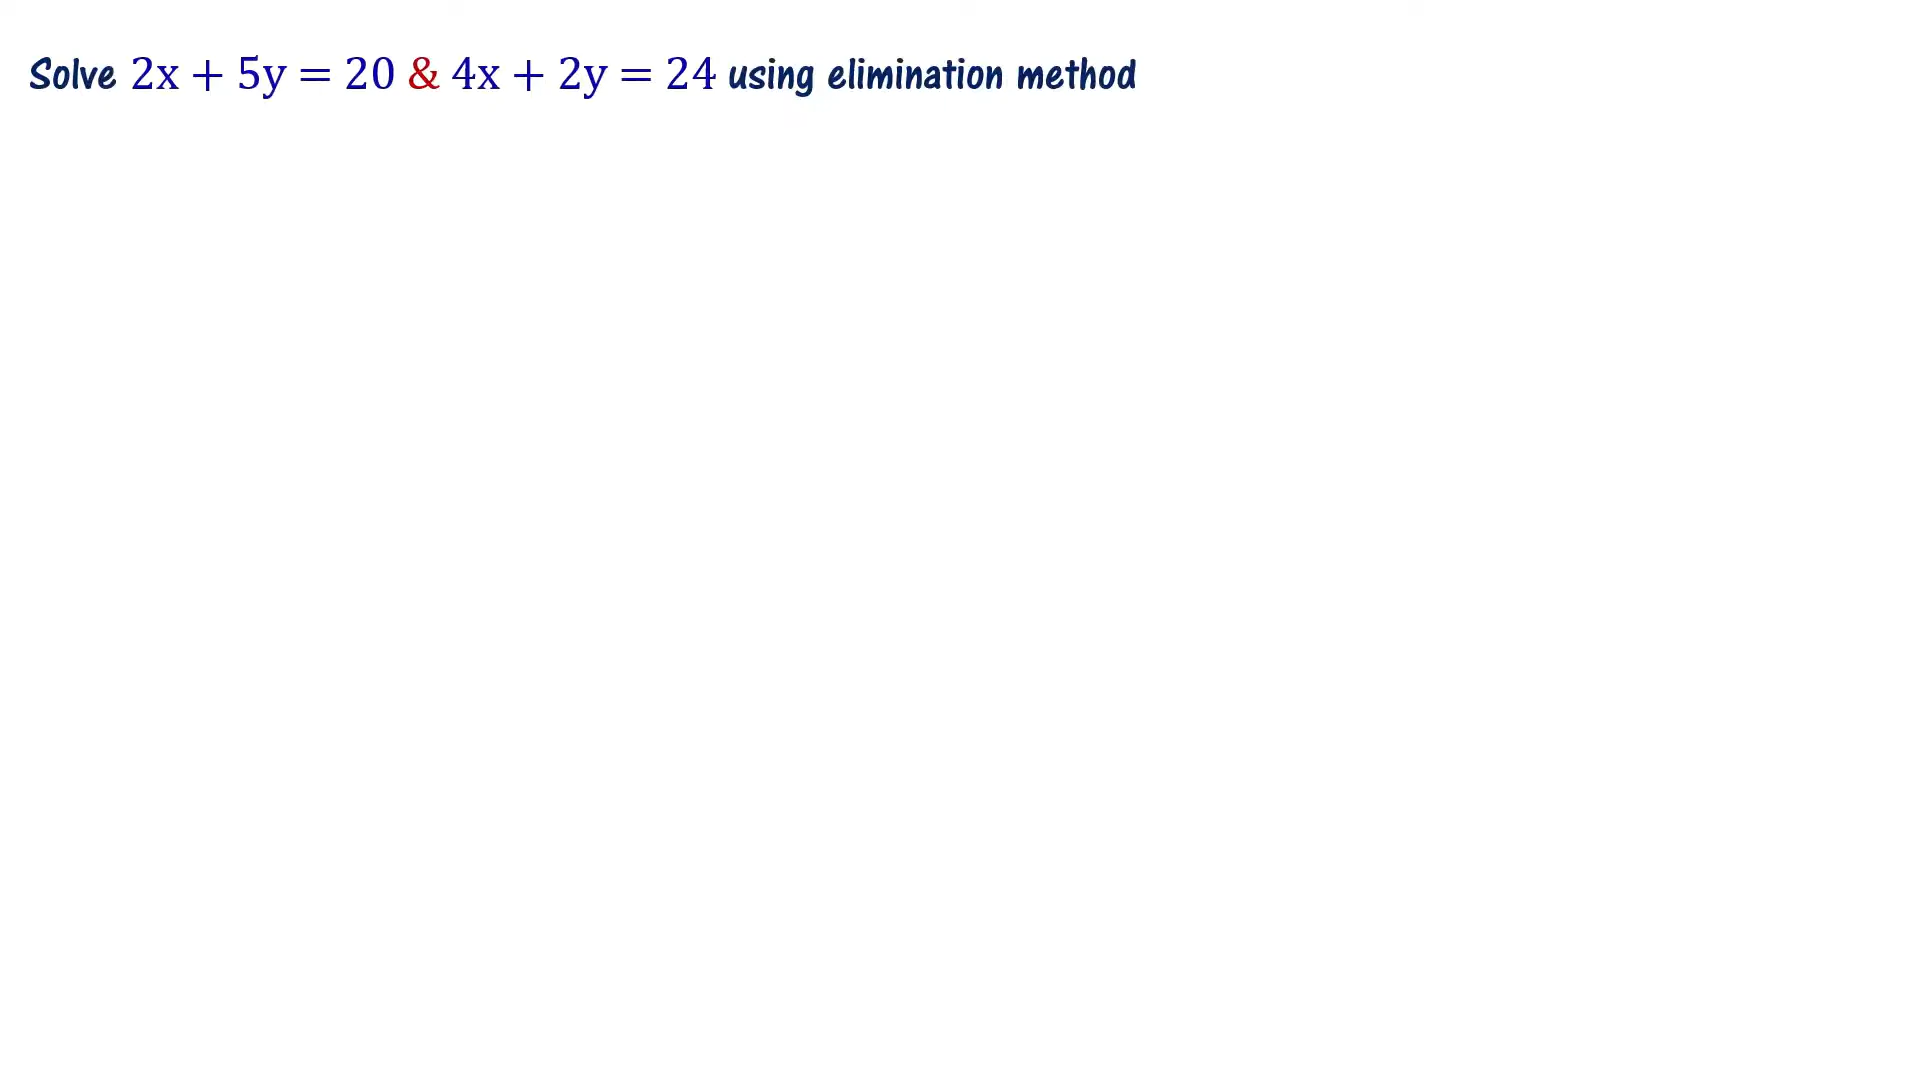 Solve 2x + 5y = 20 & 4x + 2y = 24 using elimination method